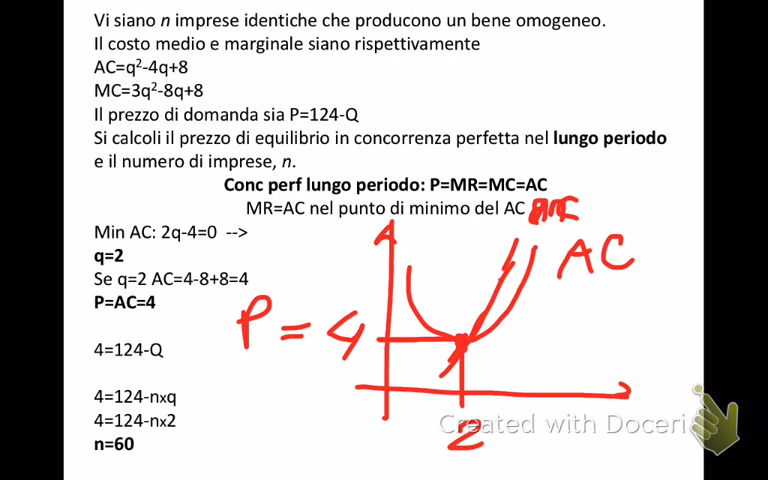 Vi siano n imprese identiche che producono un bene omogeneo.
Il costo medio e marginale siano rispettivamente
AC=q²-4q+8
MC=3q²-8q+8
Il prezzo di domanda sia P=124-Q
Si calcoli il prezzo di equilibrio in concorrenza perfetta nel lungo periodo
e il numero di imprese, n.
Conc perf lungo periodo: P=MR=MC=AC
MR=AC nel punto di minimo del AC
Min AC: 2q-4=0 -->
q=2
Se q=2 AC=4-8+8=4
P=AC=4
4=124-Q
4=124-nxq
4=124-nx2
n=60
AC
P = 4
2
Created with Doceri